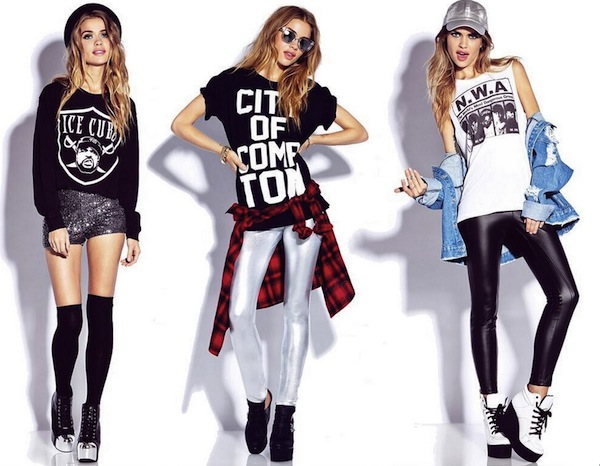 ICE CUBE
CITY
OF
COMP
TON
N.W.A